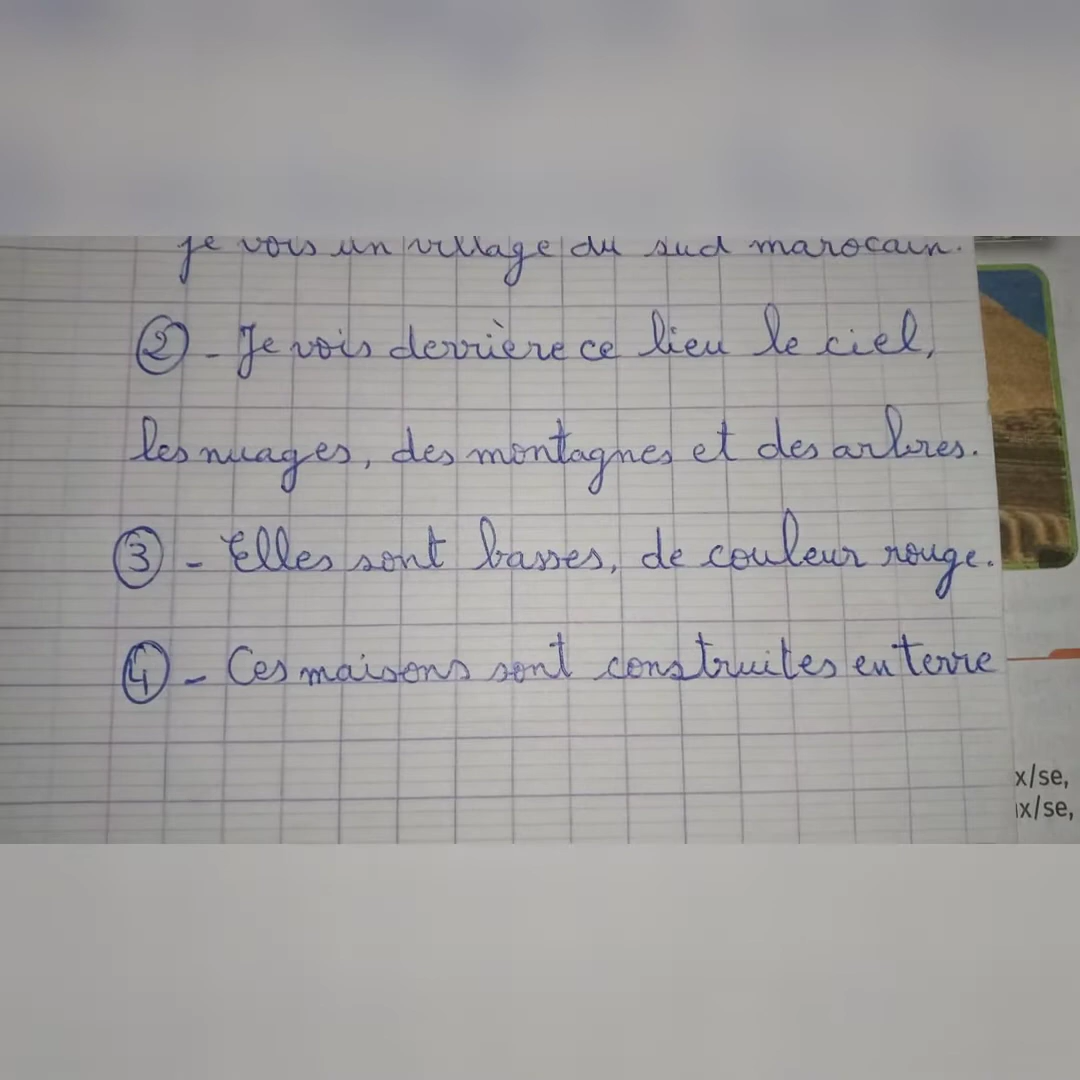 je vois un village du sud marocain.
② - Je vois derrière ce lieu le ciel,
les nuages, des montagnes et des arbres.
③ - Elles sont basses, de couleur rouge.
④ - Ces maisons sont construites en terre
x/se,
x/se,